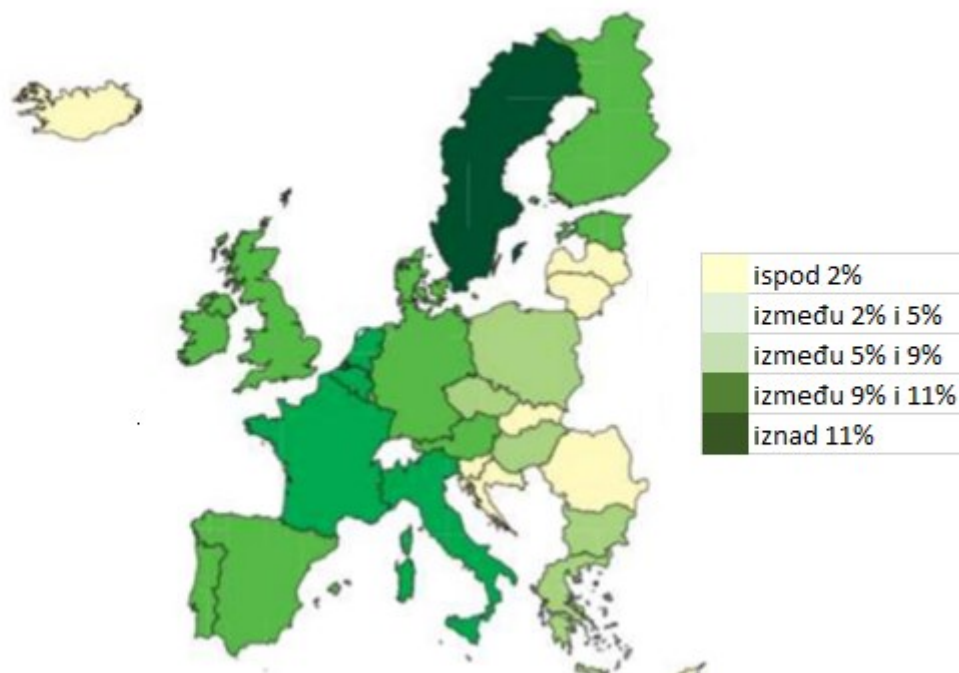 ispod 2%
između 2% i 5%
između 5% i 9%
između 9% i 11%
iznad 11%